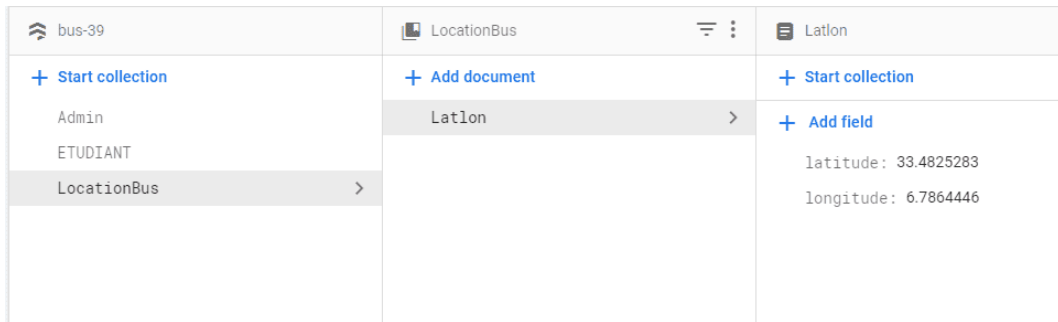 bus-39
LocationBus
Latlon
+ Start collection
+ Add document
+ Start collection
Admin
Latlon
+ Add field
ETUDIANT
latitude: 33.4825283
LocationBus
longitude: 6.7864446